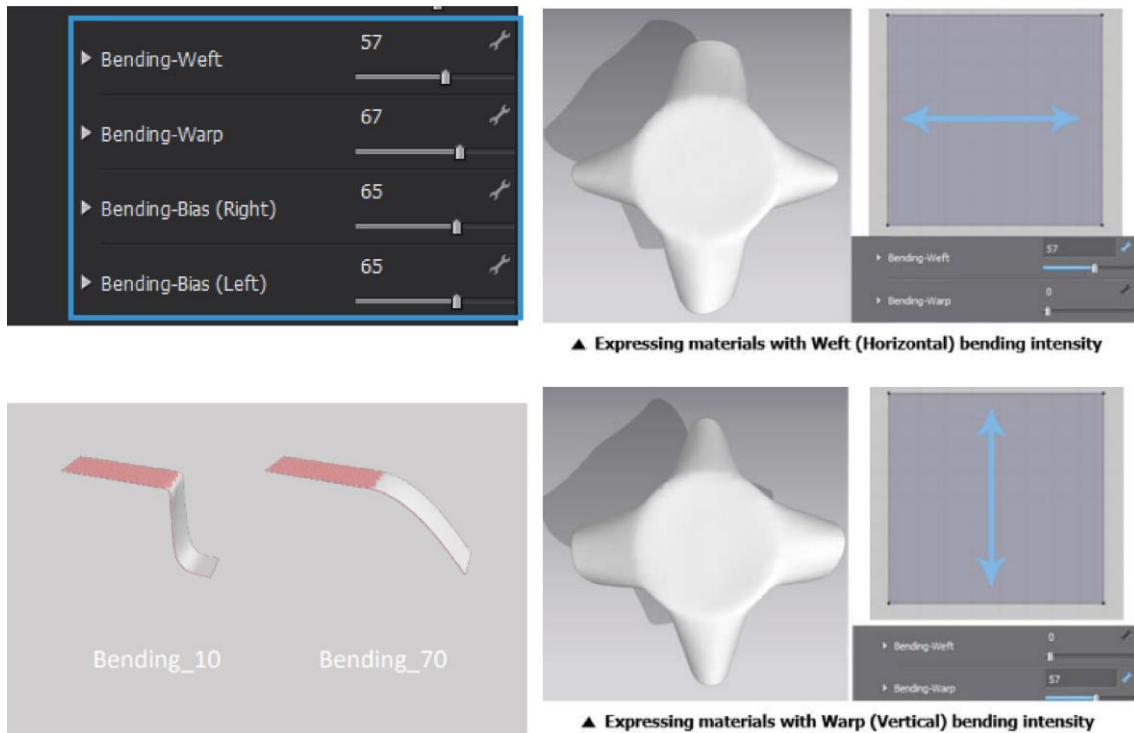 Bending-Weft
57
Bending-Warp
67
Bending-Bias (Right)
65
Bending-Bias (Left)
65
Bending-Weft
57
Bending-Warp
0
▲ Expressing materials with Weft (Horizontal) bending intensity
Bending_10
Bending_70
Bending-Weft
0
Bending-Warp
57
▲ Expressing materials with Warp (Vertical) bending intensity